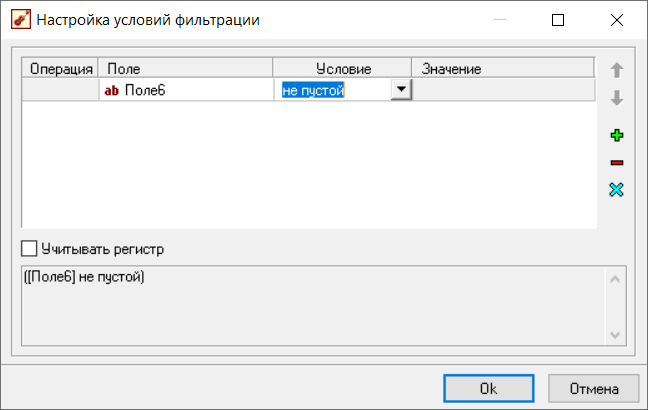 Настройка условий фильтрации
Операция Поле Условие Значение
ab Поле6 не пустой
Учитывать регистр
([Поле6] не пустой)
Ok Отмена